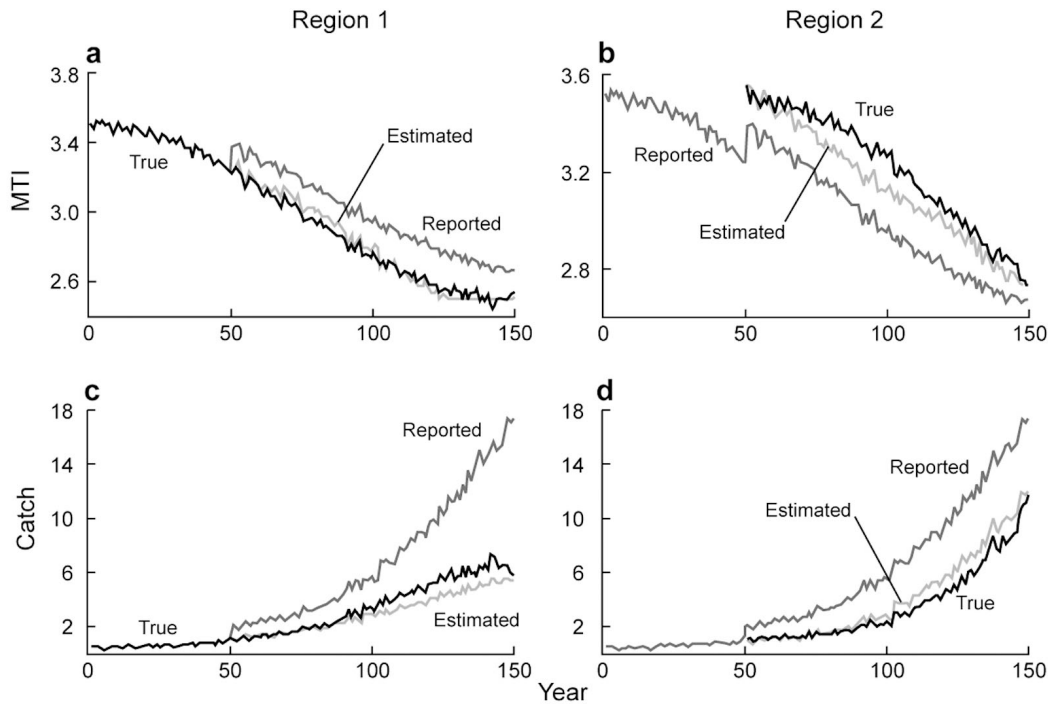 Region 1
Region 2
a
b
3.8
3.4
3.0
2.6
MTI
True
Estimated
Reported
0
50
100
150
3.6
3.2
2.8
True
Reported
Estimated
0
50
100
150
c
d
18
14
10
6
2
Catch
Reported
True
Estimated
0
50
100
150
18
14
10
6
2
Reported
Estimated
True
0
50
100
150
Year